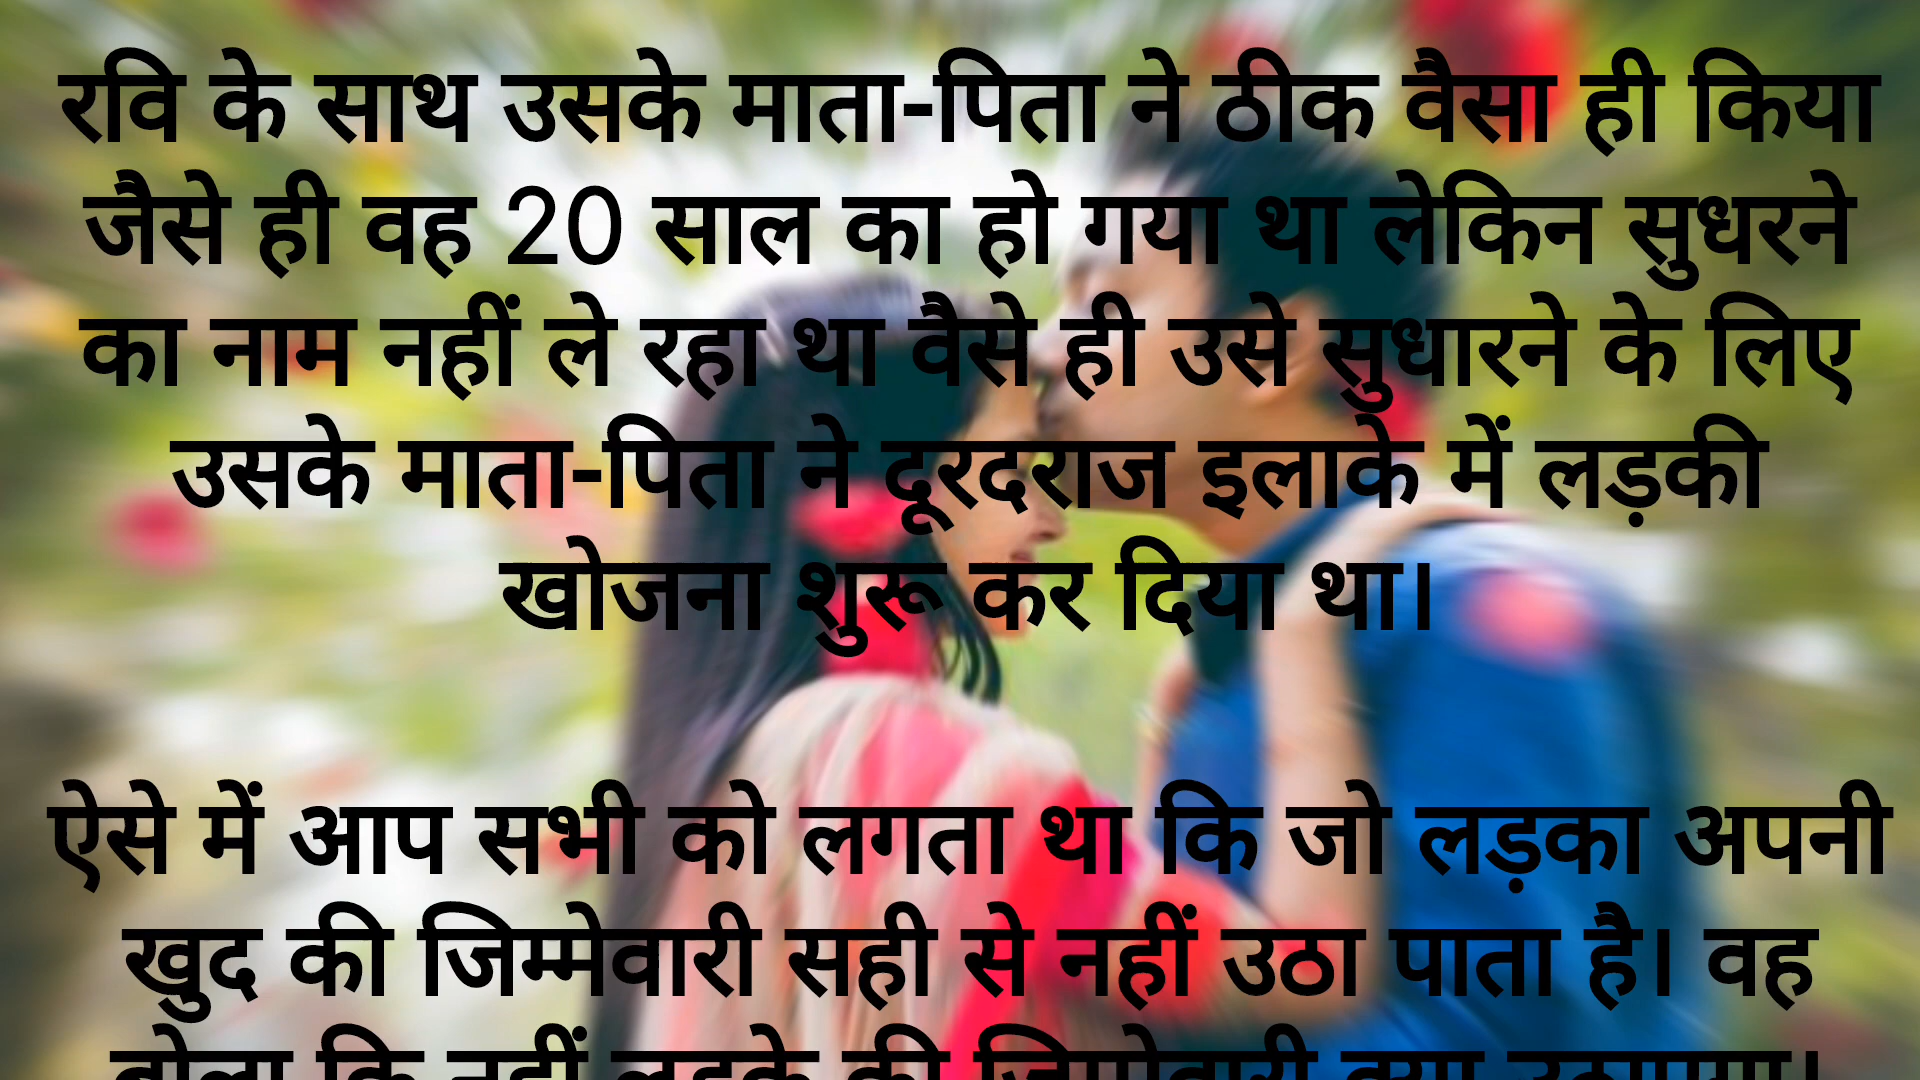 रवि के साथ उसके माता-पिता ने ठीक वैसा ही किया
जैसे ही वह 20 साल का हो गया था लेकिन सुधरने
का नाम नहीं ले रहा था वैसे ही उसे सुधारने के लिए
उसके माता-पिता ने दूरदराज इलाके में लड़की
खोजना शुरू कर दिया था।
ऐसे में आप सभी को लगता था कि जो लड़का अपनी
खुद की जिम्मेवारी सही से नहीं उठा पाता है। वह